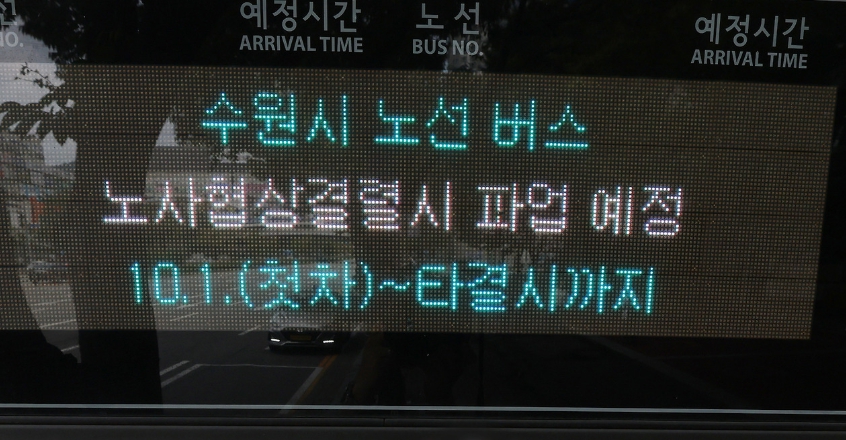 선 예정시간 노 선 예정시간
NO. ARRIVAL TIME BUS NO. ARRIVAL TIME
수원시 노선 버스
노사협상결렬시 파업 예정
10.1.(첫차)~타결시까지